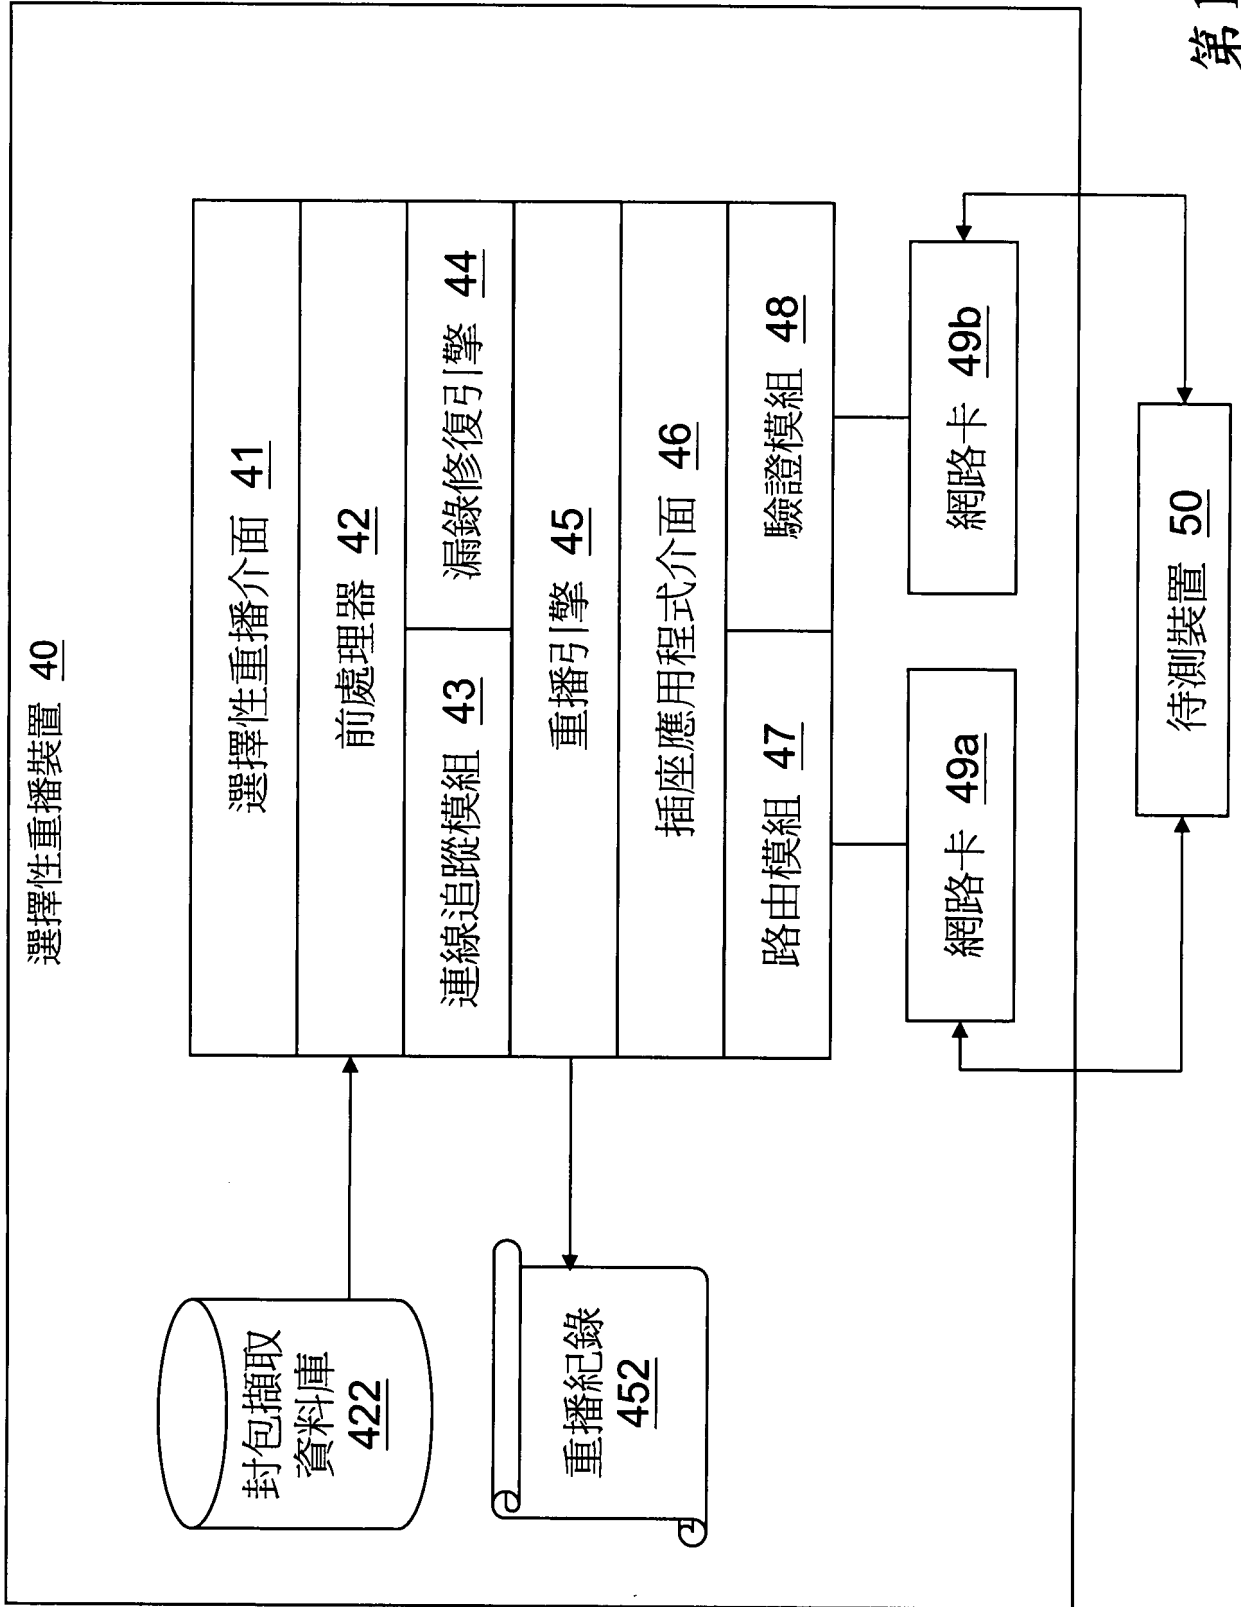 選擇性重播裝置 40
選擇性重播介面 41
前處理器 42
連線追蹤模組 43
漏錄修復引擎 44
重播引擎 45
插座應用程式介面 46
路由模組 47
驗證模組 48
封包擷取
資料庫
422
重播紀錄
452
網路卡 49a
網路卡 49b
待測裝置 50
第 1